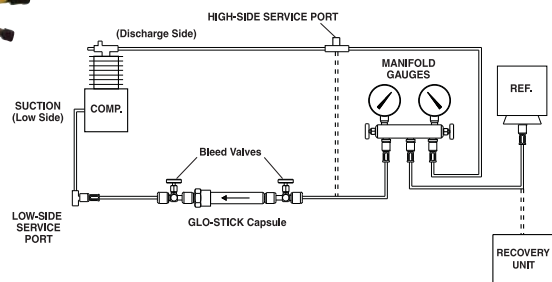 HIGH-SIDE SERVICE PORT
(Discharge Side)
MANIFOLD
GAUGES
REF.
SUCTION
(Low Side)
COMP.
Bleed Valves
GLO-STICK Capsule
LOW-SIDE
SERVICE
PORT
RECOVERY
UNIT